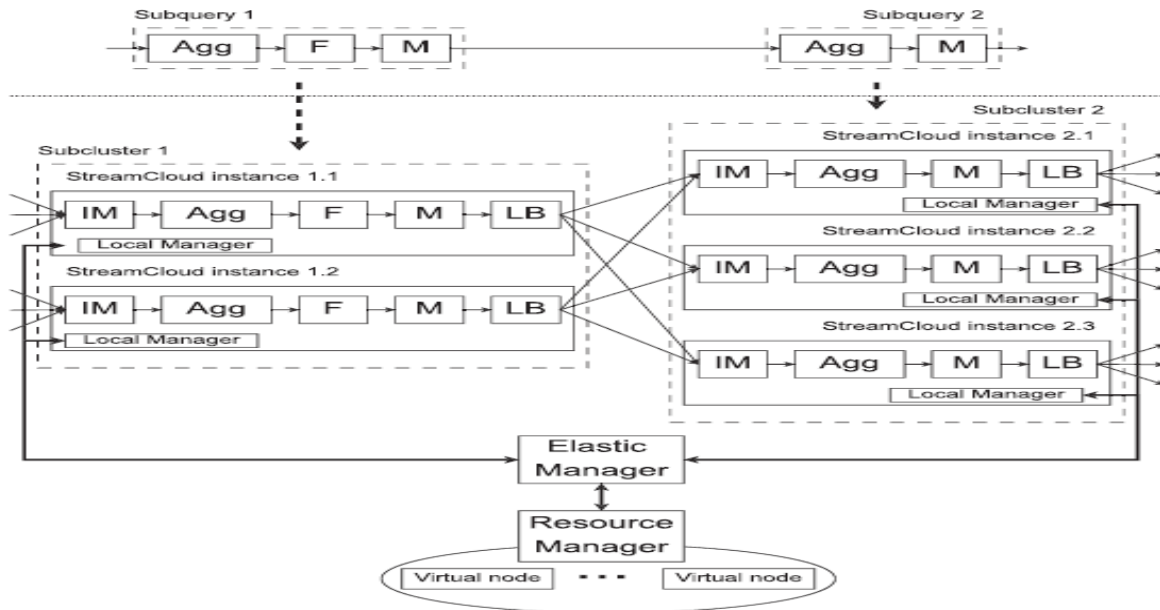 Subquery 1
Subquery 2
Agg F M
Agg M
Subcluster 2
StreamCloud instance 2.1
Subcluster 1
StreamCloud instance 1.1
IM Agg M LB
Local Manager
IM Agg F M LB
Local Manager
StreamCloud instance 2.2
StreamCloud instance 1.2
IM Agg M LB
Local Manager
IM Agg F M LB
Local Manager
StreamCloud instance 2.3
IM Agg M LB
Local Manager
Elastic
Manager
Resource
Manager
Virtual node ... Virtual node